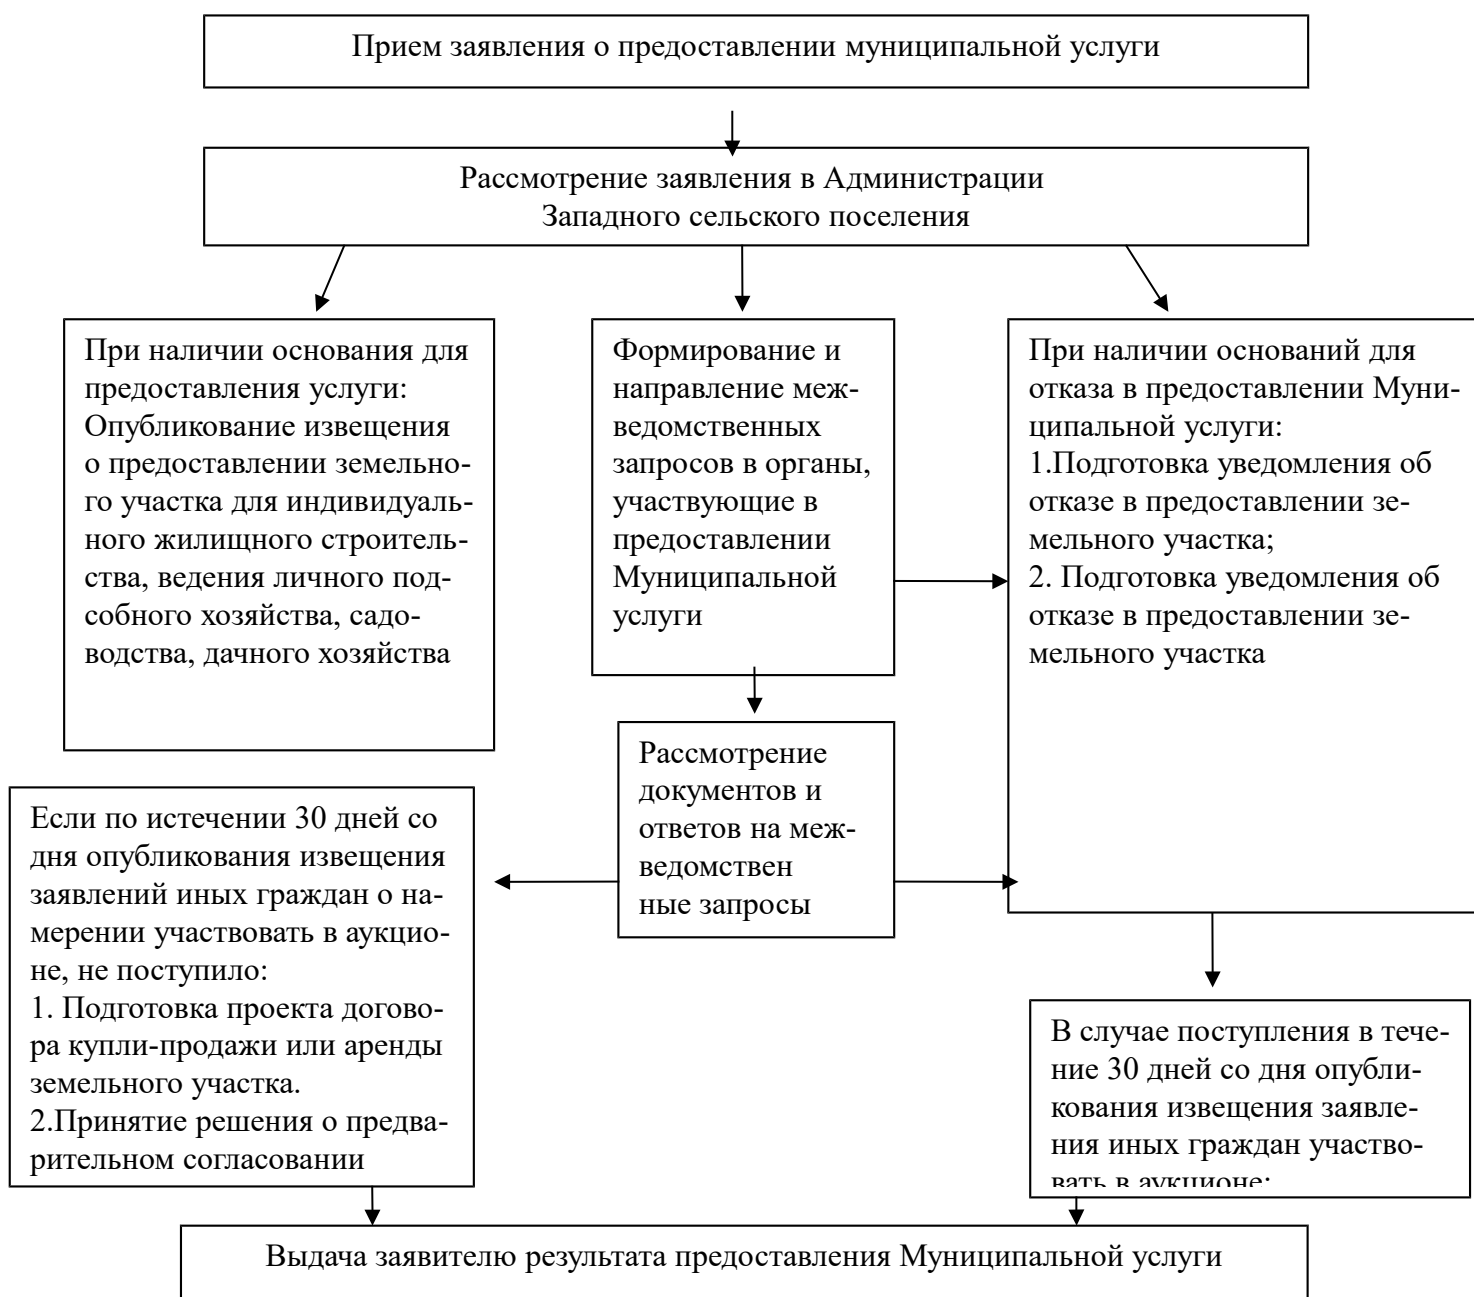 Прием заявления о предоставлении муниципальной услуги
Рассмотрение заявления в Администрации
Западного сельского поселения
При наличии основания для
предоставления услуги:
Опубликование извещения
о предоставлении земельно-
го участка для индивидуаль-
ного жилищного строитель-
ства, ведения личного под-
собного хозяйства, садо-
водства, дачного хозяйства
Формирование и
направление меж-
ведомственных
запросов в органы,
участвующие в
предоставлении
Муниципальной
услуги
При наличии оснований для
отказа в предоставлении Муни-
ципальной услуги:
1.Подготовка уведомления об
отказе в предоставлении зе-
мельного участка;
2. Подготовка уведомления об
отказе в предоставлении зе-
мельного участка
Рассмотрение
документов и
ответов на меж-
ведомствен
ные запросы
Если по истечении 30 дней со
дня опубликования извещения
заявлений иных граждан о на-
мерении участвовать в аукцио-
не, не поступило:
1. Подготовка проекта догово-
ра купли-продажи или аренды
земельного участка.
2.Принятие решения о предва-
рительном согласовании
В случае поступления в тече-
ние 30 дней со дня опубли-
кования извещения заявле-
ния иных граждан участво-
вать в аукционе:
Выдача заявителю результата предоставления Муниципальной услуги